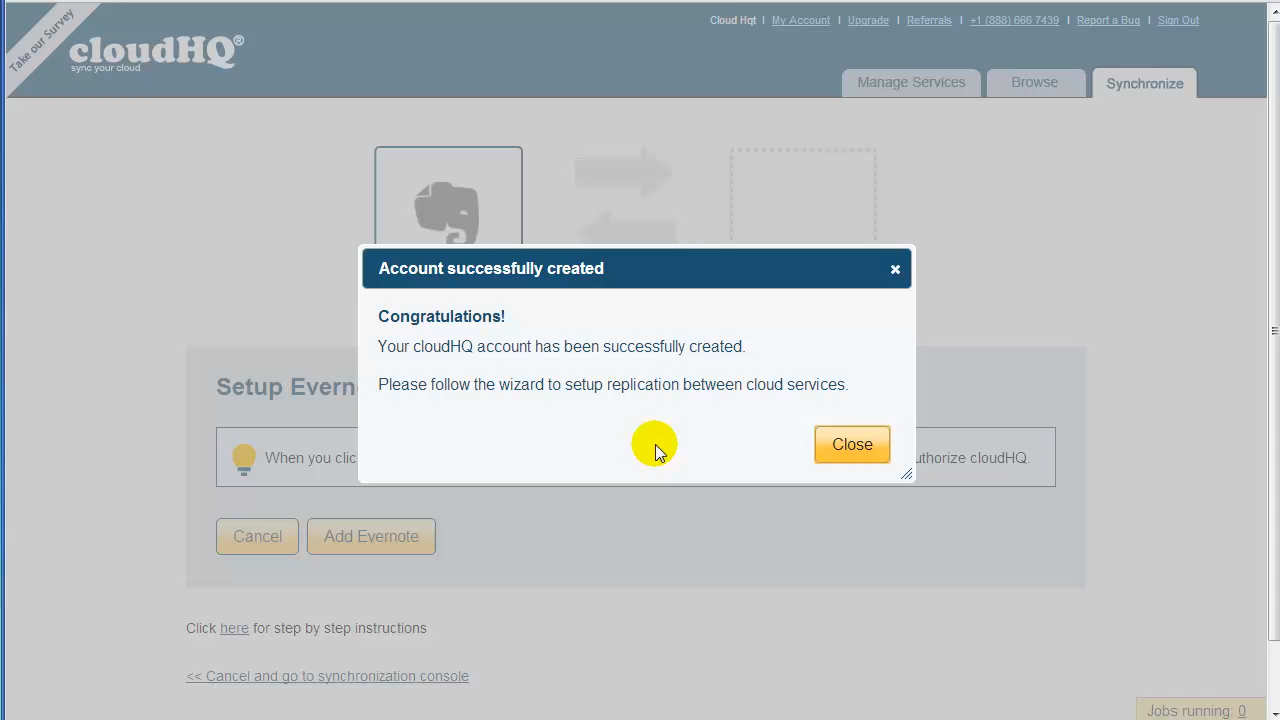 Take our Survey
cloudHQ®
sync your cloud
Cloud Hqt | My Account | Upgrade | Referrals | +1 (888) 666 7439 | Report a Bug | Sign Out
Manage Services
Browse
Synchronize
Account successfully created
Congratulations!
Your cloudHQ account has been successfully created.
Please follow the wizard to setup replication between cloud services.
Close
Setup Evern
When you clic
uthorize cloudHQ.
Cancel
Add Evernote
Click here for step by step instructions
<< Cancel and go to synchronization console
Jobs running: 0